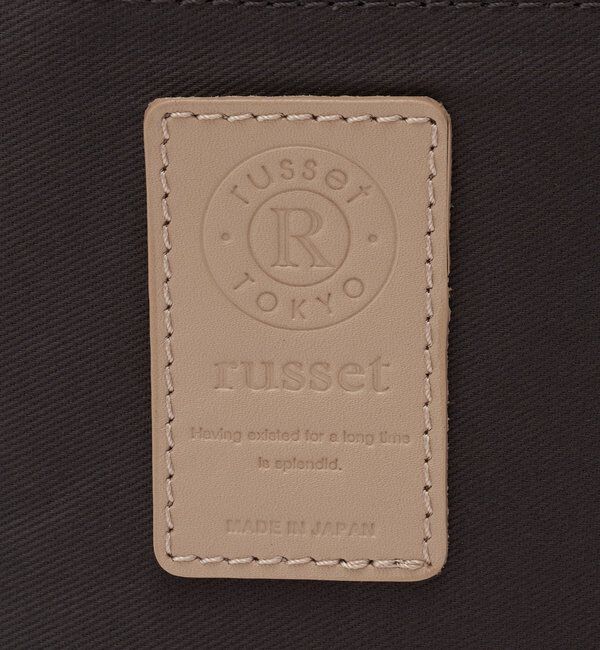 russet
R
TOKYO
russet
Having existed for a long time
is splendid.
MADE IN JAPAN